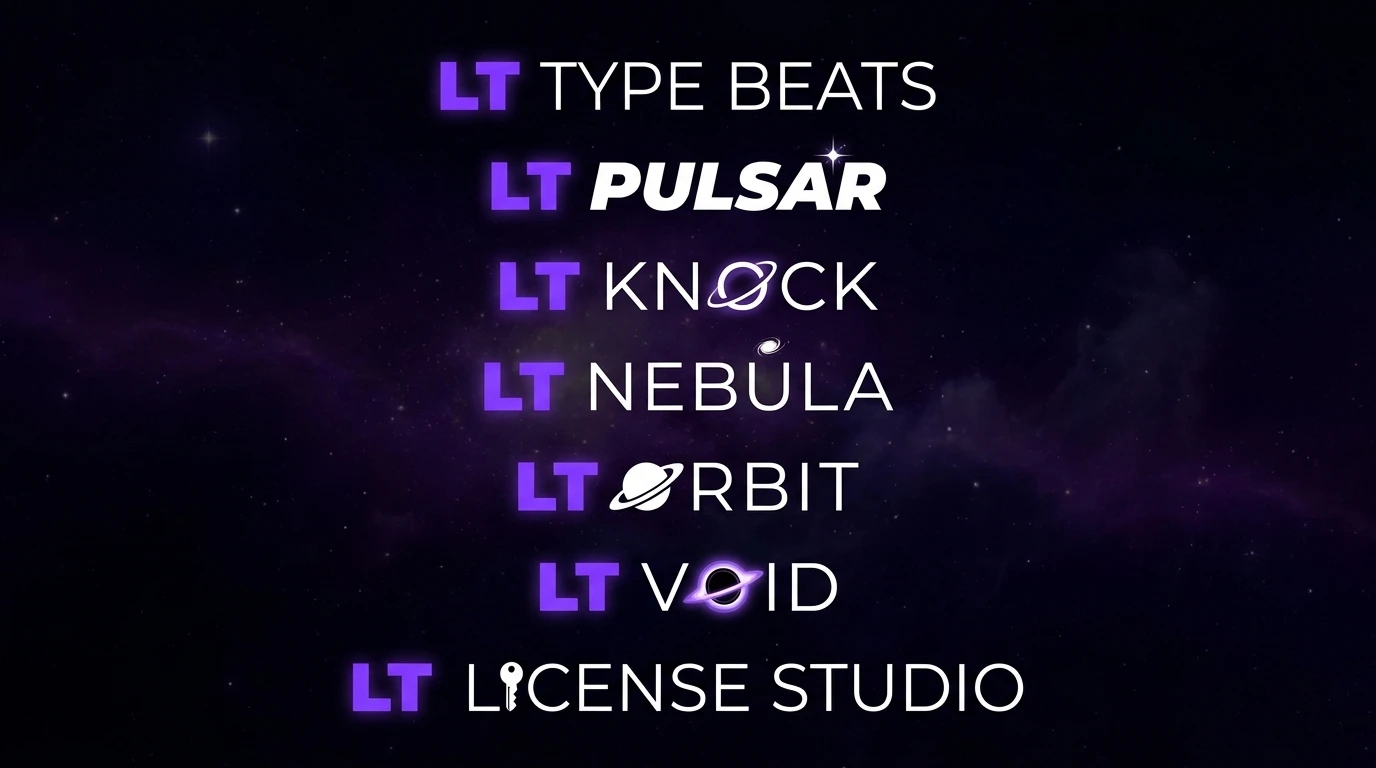 LT TYPE BEATS
LT PULSAR
LT KNOCK
LT NEBULA
LT ORBIT
LT VOID
LT LICENSE STUDIO